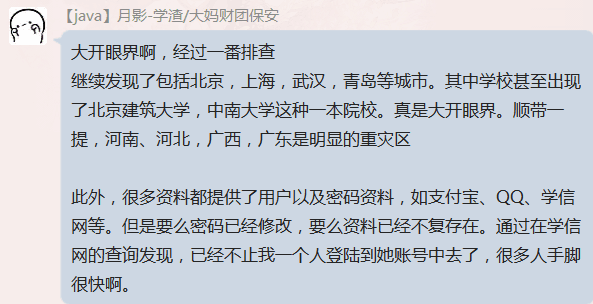 【java】月影-学渣/大妈财团保安
大开眼界啊，经过一番排查
继续发现了包括北京，上海，武汉，青岛等城市。其中学校甚至出现
了北京建筑大学，中南大学这种一本院校。真是大开眼界。顺带一
提，河南、河北，广西，广东是明显的重灾区
此外，很多资料都提供了用户以及密码资料，如支付宝、QQ、学信
网等。但是要么密码已经修改，要么资料已经不复存在。通过在学信
网的查询发现，已经不止我一个人登陆到她账号中去了，很多人手脚
很快啊。